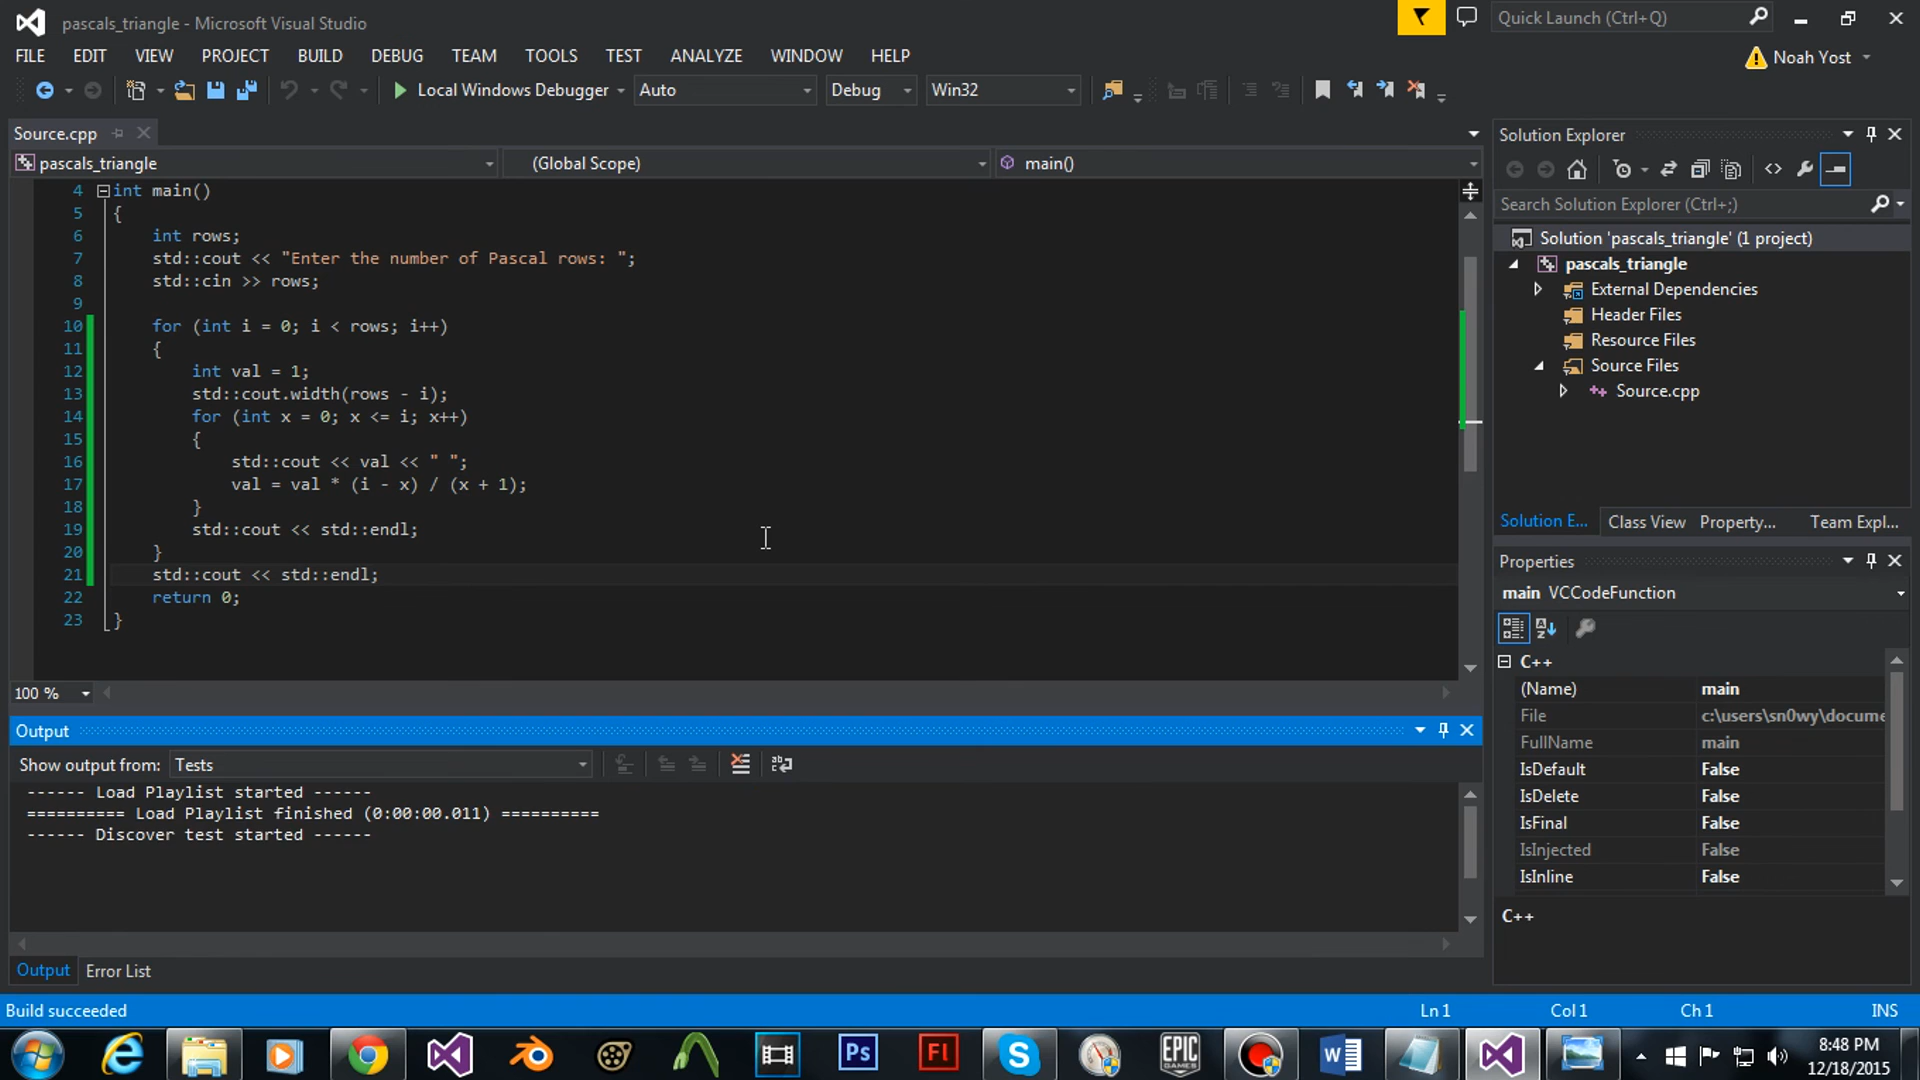 pascals_triangle - Microsoft Visual Studio
Quick Launch (Ctrl+Q)
FILE EDIT VIEW PROJECT BUILD DEBUG TEAM TOOLS TEST ANALYZE WINDOW HELP
Noah Yost
Local Windows Debugger Auto Debug Win32
Source.cpp
pascals_triangle (Global Scope) main()
4 int main()
5 {
6 int rows;
7 std::cout << "Enter the number of Pascal rows: ";
8 std::cin >> rows;
9
10 for (int i = 0; i < rows; i++)
11 {
12 int val = 1;
13 std::cout.width(rows - i);
14 for (int x = 0; x <= i; x++)
15 {
16 std::cout << val << " ";
17 val = val * (i - x) / (x + 1);
18 }
19 std::cout << std::endl;
20 }
21 std::cout << std::endl;
22 return 0;
23 }
100 %
Output
Show output from: Tests
------ Load Playlist started ------
========== Load Playlist finished (0:00:00.011) ==========
------ Discover test started ------
Output Error List
Solution Explorer
Search Solution Explorer (Ctrl+;)
Solution 'pascals_triangle' (1 project)
pascals_triangle
External Dependencies
Header Files
Resource Files
Source Files
Source.cpp
Solution E... Class View Property... Team Expl...
Properties
main VCCodeFunction
C++
(Name) main
File c:\users\sn0wy\docume
FullName main
IsDefault False
IsDelete False
IsFinal False
IsInjected False
IsInline False
C++
Build succeeded Ln 1 Col 1 Ch 1 INS
Ps Fl EPIC GAMES
8:48 PM
12/18/2015